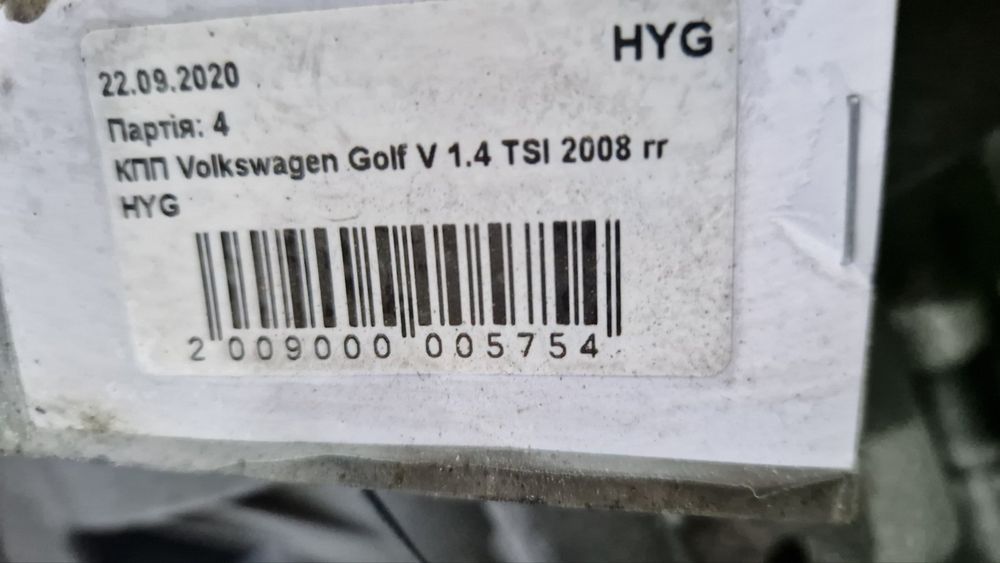 HYG
22.09.2020
Партія: 4
КПП Volkswagen Golf V 1.4 TSI 2008 гг
HYG
2 009000 005754